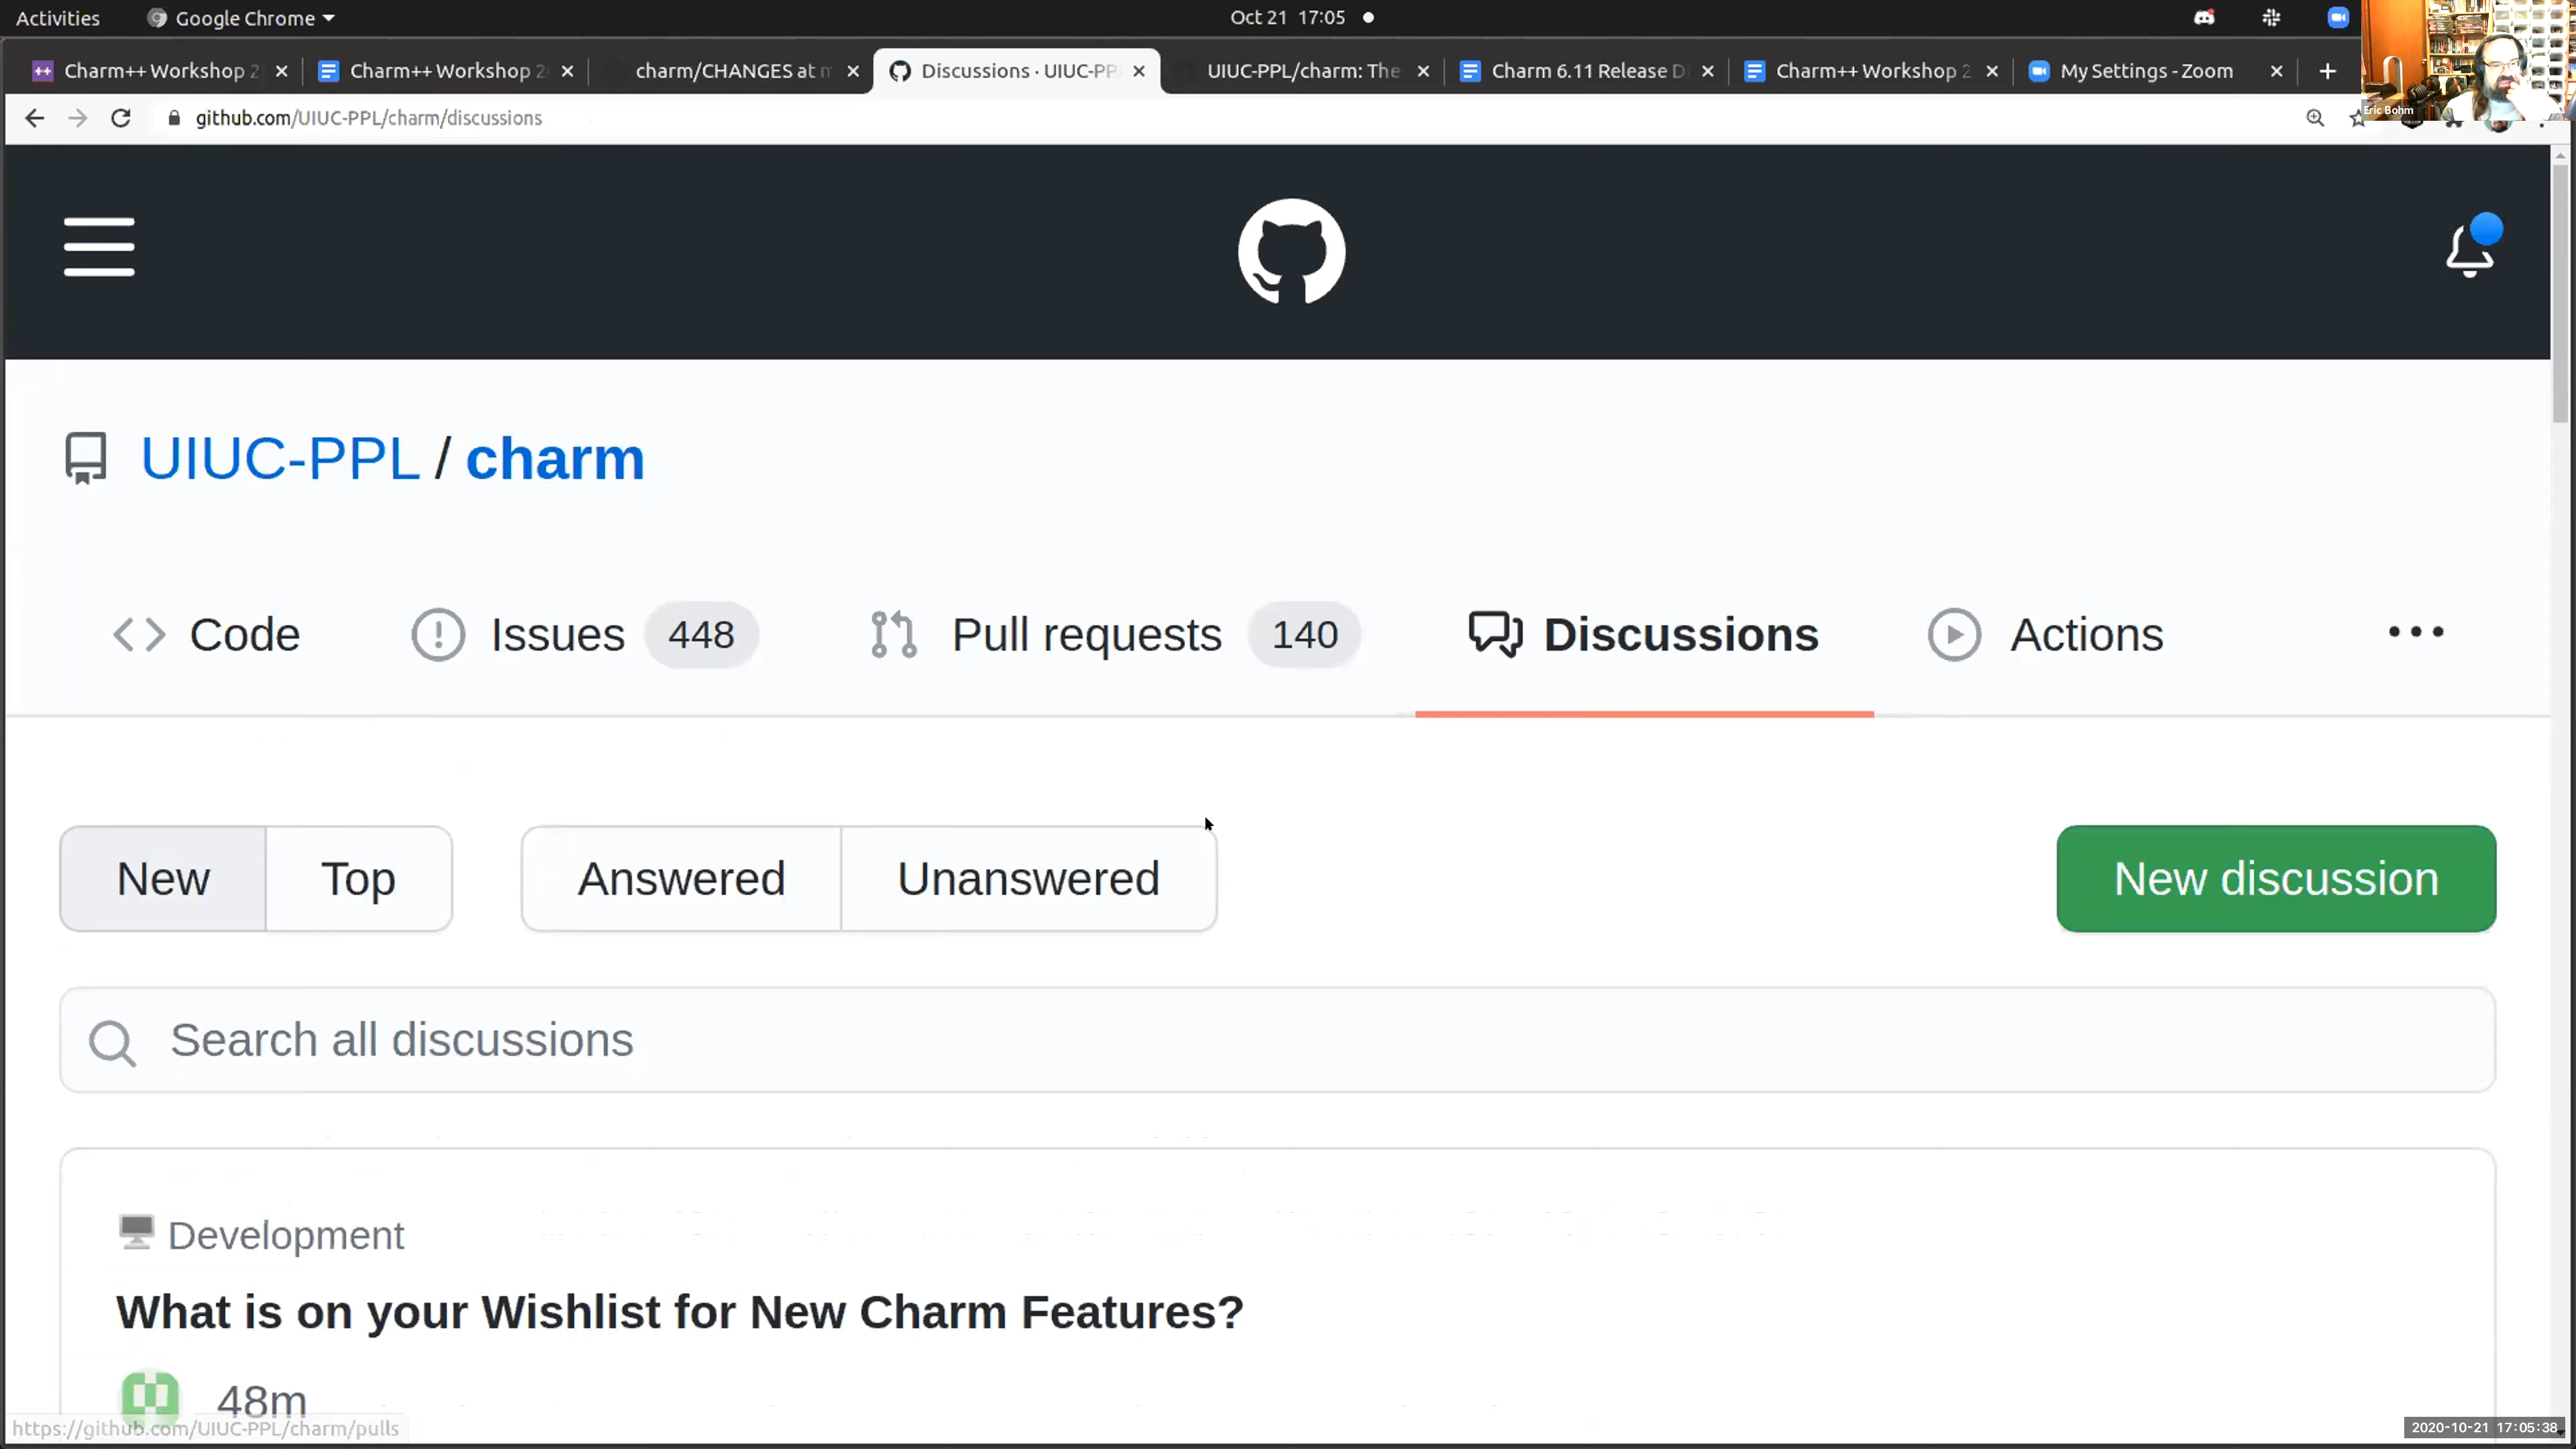 Activities Google Chrome Oct 21 17:05
Charm++ Workshop 2 Charm++ Workshop 2 charm/CHANGES at m Discussions · UIUC-PP UIUC-PPL/charm: The Charm 6.11 Release D Charm++ Workshop 2 My Settings - Zoom
Eric Bohm
github.com/UIUC-PPL/charm/discussions
UIUC-PPL / charm
Code Issues 448 Pull requests 140 Discussions Actions
New Top Answered Unanswered New discussion
Search all discussions
Development
What is on your Wishlist for New Charm Features?
48m
https://github.com/UIUC-PPL/charm/pulls
2020-10-21 17:05:38